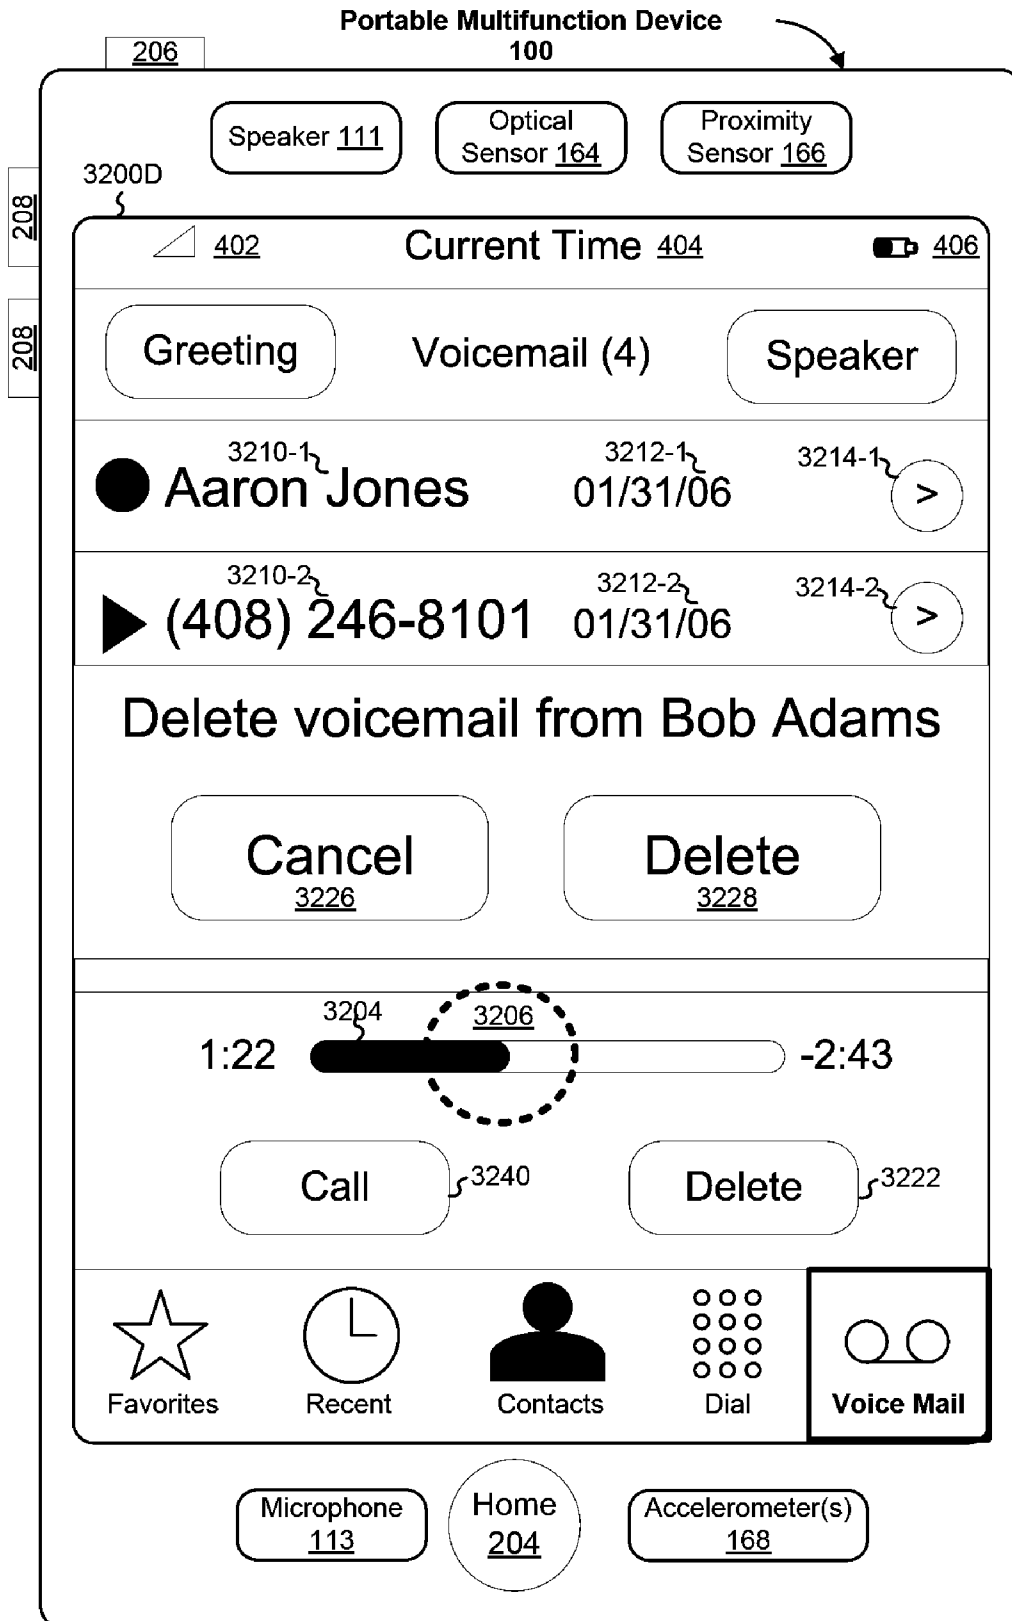 Portable Multifunction Device
100
206
Speaker 111
Optical
Sensor 164
Proximity
Sensor 166
3200D
208
208
402
Current Time 404
406
Greeting
Voicemail (4)
Speaker
3210-1
3212-1
3214-1
Aaron Jones
01/31/06
>
3210-2
3212-2
3214-2
(408) 246-8101
01/31/06
>
Delete voicemail from Bob Adams
Cancel
3226
Delete
3228
3204
3206
1:22
-2:43
Call
3240
Delete
3222
Favorites
Recent
Contacts
Dial
Voice Mail
Microphone
113
Home
204
Accelerometer(s)
168